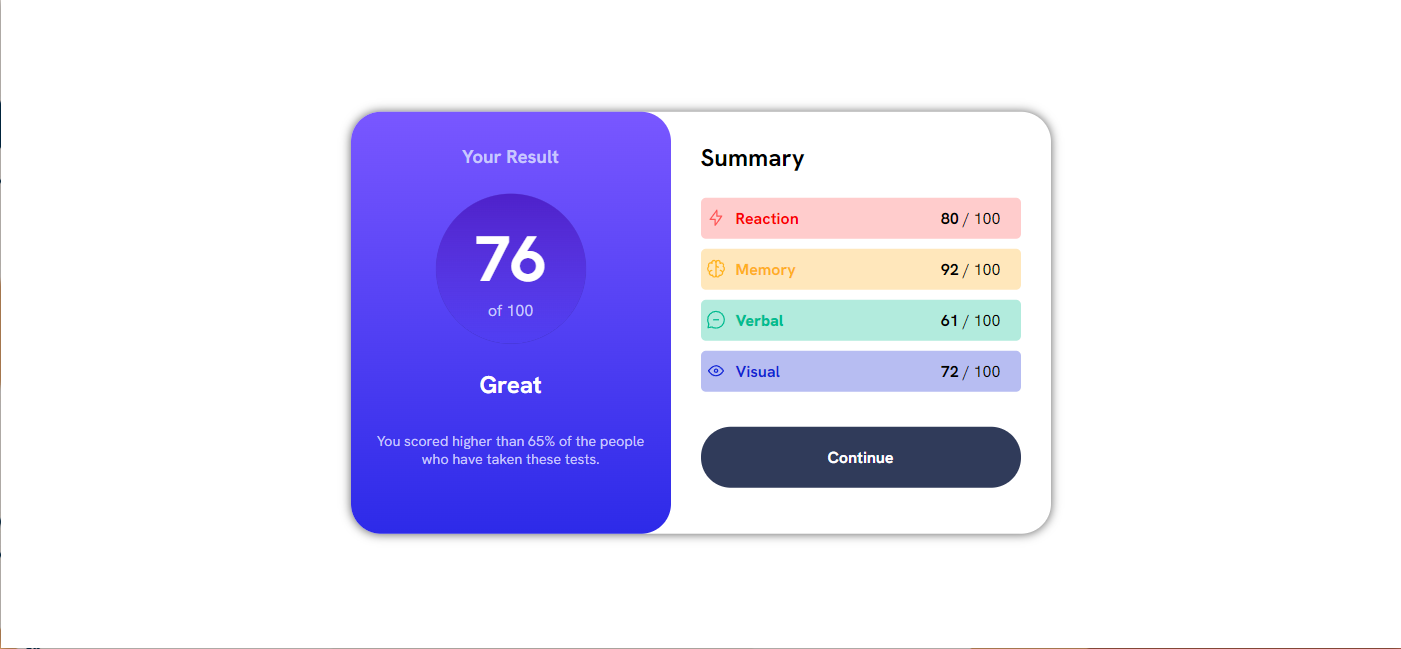 Your Result
76
of 100
Great
You scored higher than 65% of the people
who have taken these tests.
Summary
Reaction 80 / 100
Memory 92 / 100
Verbal 61 / 100
Visual 72 / 100
Continue